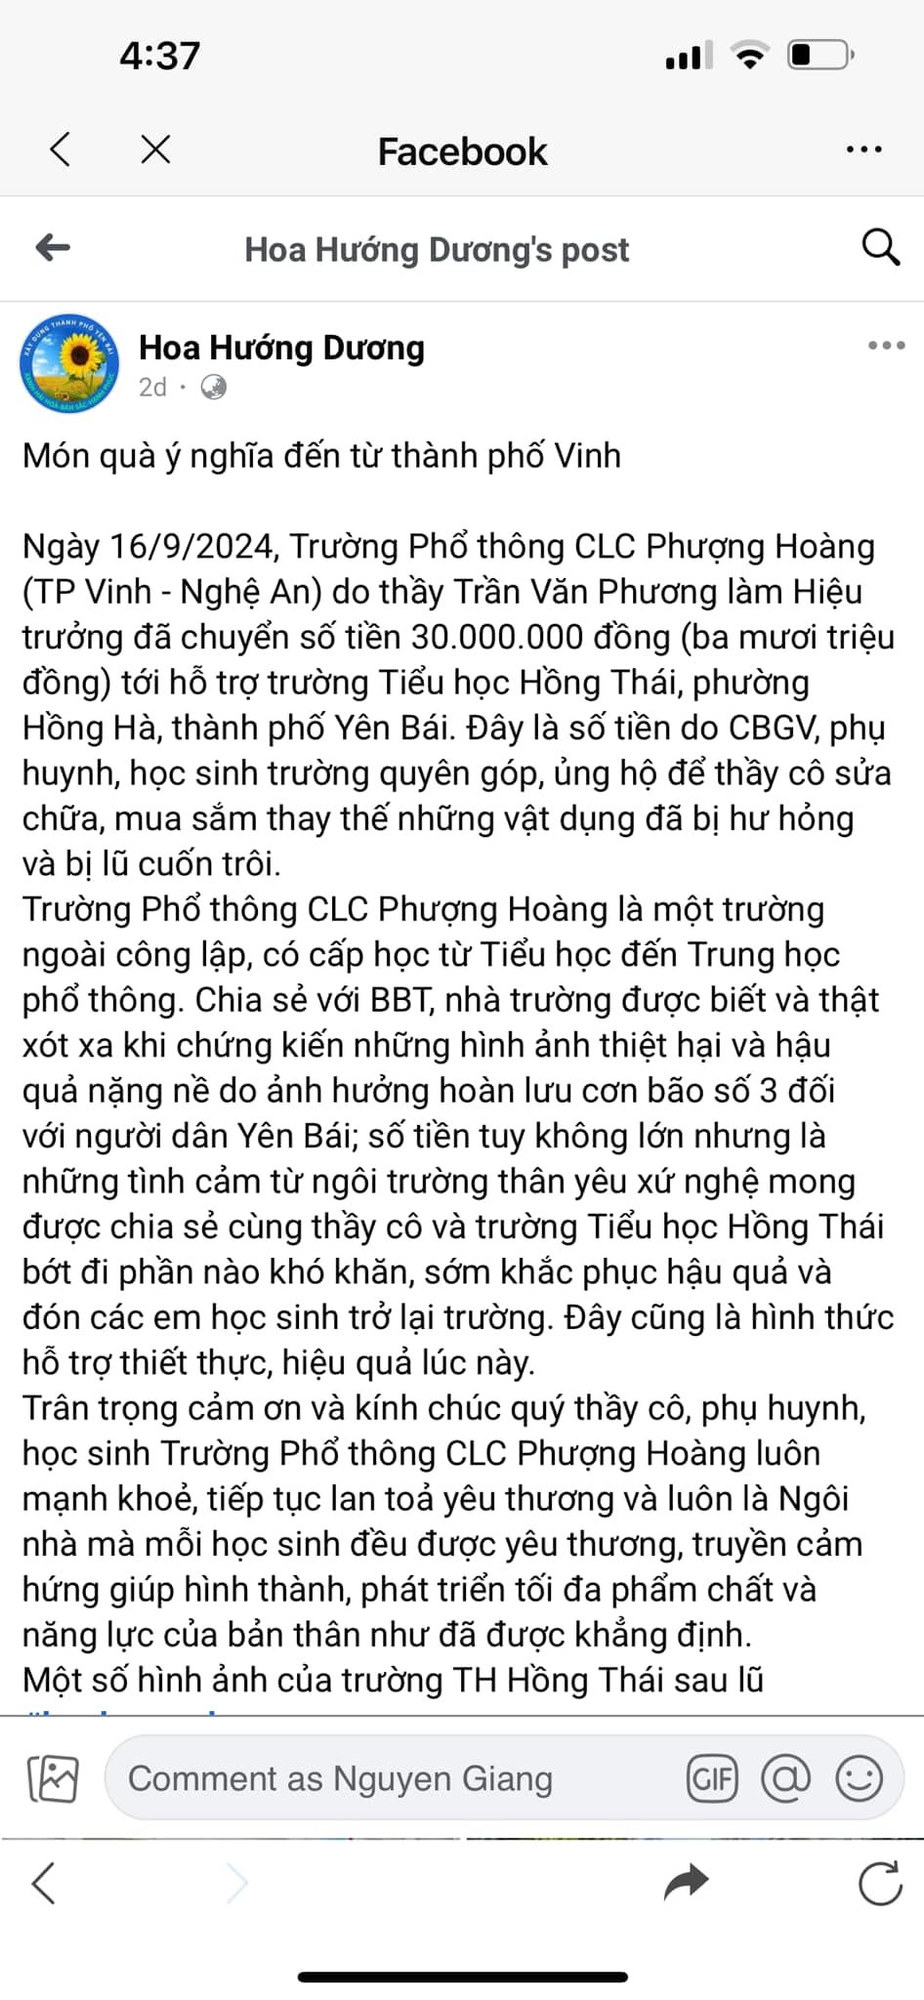 4:37
Facebook
Hoa Hướng Dương's post
Hoa Hướng Dương
2d ·
Món quà ý nghĩa đến từ thành phố Vinh
Ngày 16/9/2024, Trường Phổ thông CLC Phượng Hoàng
(TP Vinh - Nghệ An) do thầy Trần Văn Phương làm Hiệu
trưởng đã chuyển số tiền 30.000.000 đồng (ba mươi triệu
đồng) tới hỗ trợ trường Tiểu học Hồng Thái, phường
Hồng Hà, thành phố Yên Bái. Đây là số tiền do CBGV, phụ
huynh, học sinh trường quyên góp, ủng hộ để thầy cô sửa
chữa, mua sắm thay thế những vật dụng đã bị hư hỏng
và bị lũ cuốn trôi.
Trường Phổ thông CLC Phượng Hoàng là một trường
ngoài công lập, có cấp học từ Tiểu học đến Trung học
phổ thông. Chia sẻ với BBT, nhà trường được biết và thật
xót xa khi chứng kiến những hình ảnh thiệt hại và hậu
quả nặng nề do ảnh hưởng hoàn lưu cơn bão số 3 đối
với người dân Yên Bái; số tiền tuy không lớn nhưng là
những tình cảm từ ngôi trường thân yêu xứ nghệ mong
được chia sẻ cùng thầy cô và trường Tiểu học Hồng Thái
bớt đi phần nào khó khăn, sớm khắc phục hậu quả và
đón các em học sinh trở lại trường. Đây cũng là hình thức
hỗ trợ thiết thực, hiệu quả lúc này.
Trân trọng cảm ơn và kính chúc quý thầy cô, phụ huynh,
học sinh Trường Phổ thông CLC Phượng Hoàng luôn
mạnh khoẻ, tiếp tục lan toả yêu thương và luôn là Ngôi
nhà mà mỗi học sinh đều được yêu thương, truyền cảm
hứng giúp hình thành, phát triển tối đa phẩm chất và
năng lực của bản thân như đã được khẳng định.
Một số hình ảnh của trường TH Hồng Thái sau lũ
Comment as Nguyen Giang
GIF